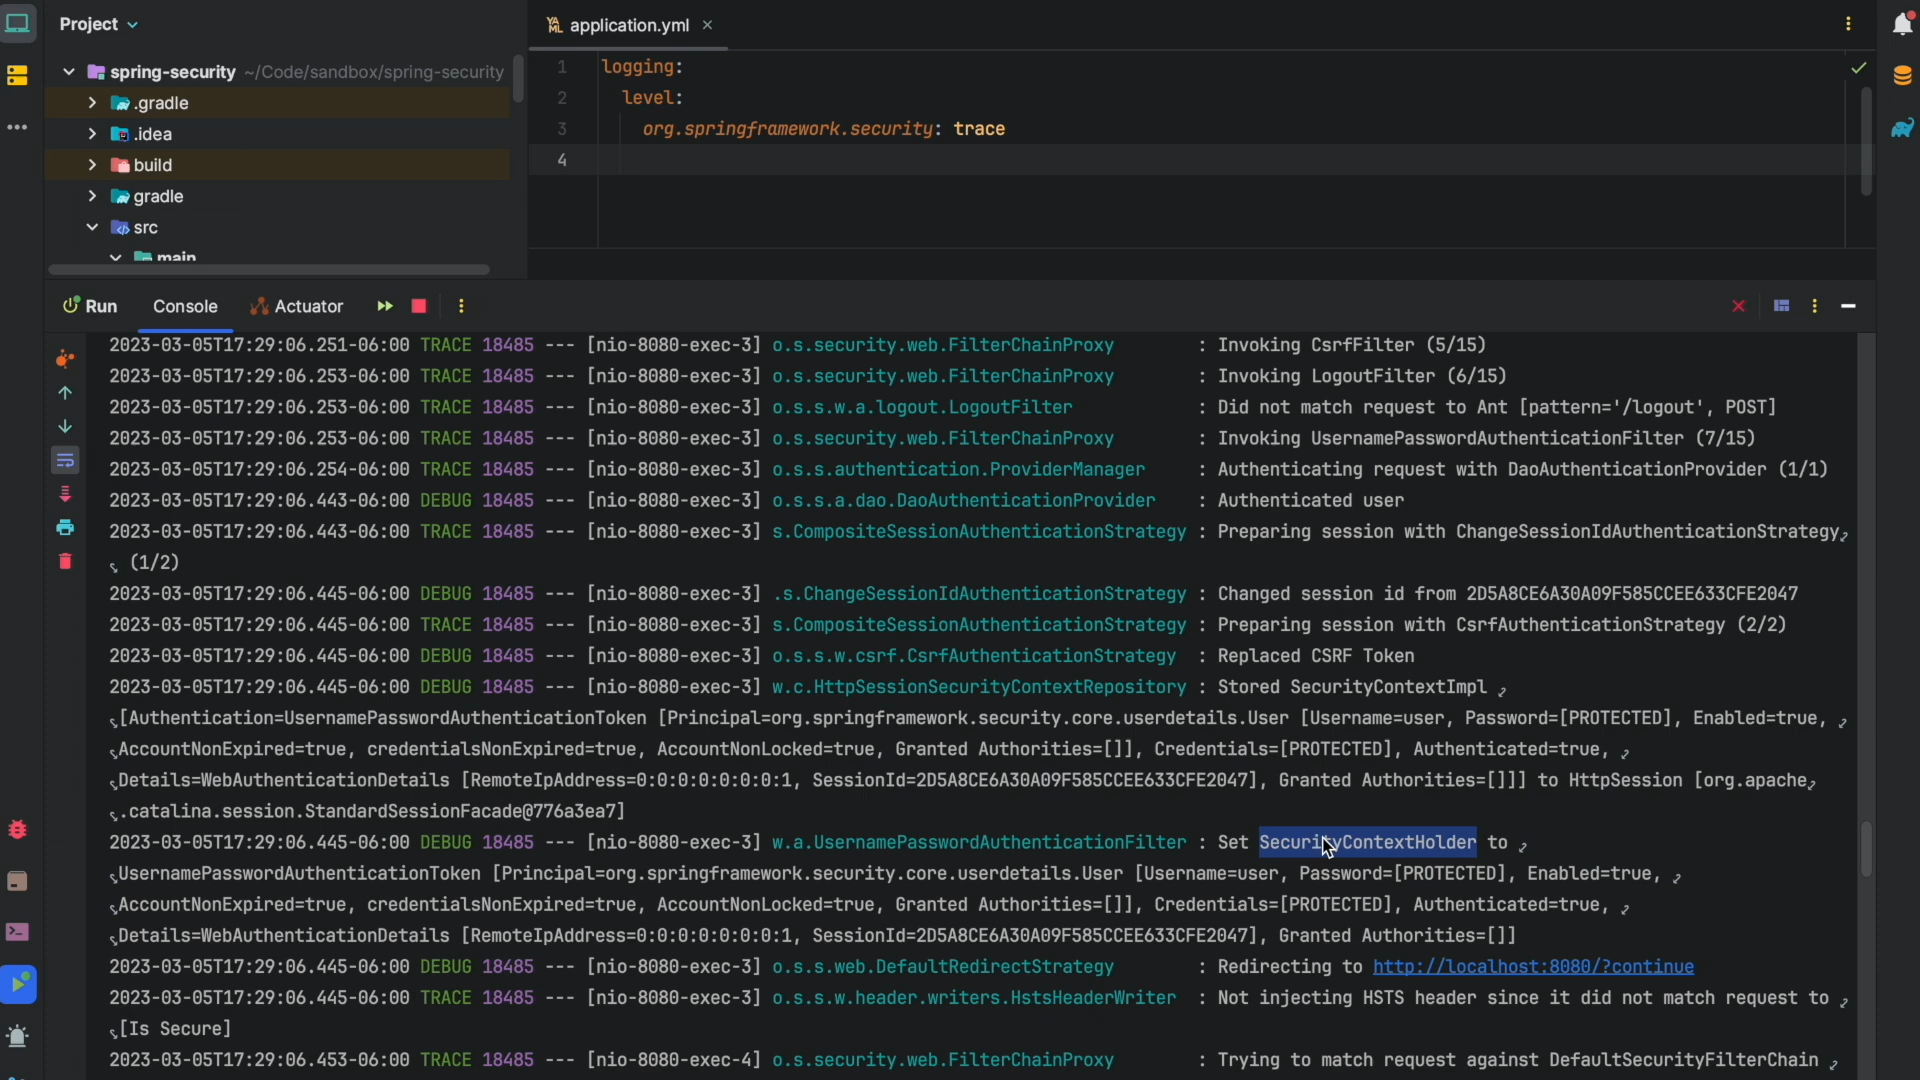 Project
application.yml
spring-security ~/Code/sandbox/spring-security
.gradle
.idea
build
gradle
src
main
1 logging:
2 level:
3 org.springframework.security: trace
4
Run Console Actuator
2023-03-05T17:29:06.251-06:00 TRACE 18485 --- [nio-8080-exec-3] o.s.security.web.FilterChainProxy : Invoking CsrfFilter (5/15)
2023-03-05T17:29:06.253-06:00 TRACE 18485 --- [nio-8080-exec-3] o.s.security.web.FilterChainProxy : Invoking LogoutFilter (6/15)
2023-03-05T17:29:06.253-06:00 TRACE 18485 --- [nio-8080-exec-3] o.s.s.w.a.logout.LogoutFilter : Did not match request to Ant [pattern='/logout', POST]
2023-03-05T17:29:06.253-06:00 TRACE 18485 --- [nio-8080-exec-3] o.s.security.web.FilterChainProxy : Invoking UsernamePasswordAuthenticationFilter (7/15)
2023-03-05T17:29:06.254-06:00 TRACE 18485 --- [nio-8080-exec-3] o.s.s.authentication.ProviderManager : Authenticating request with DaoAuthenticationProvider (1/1)
2023-03-05T17:29:06.443-06:00 DEBUG 18485 --- [nio-8080-exec-3] o.s.s.a.dao.DaoAuthenticationProvider : Authenticated user
2023-03-05T17:29:06.443-06:00 TRACE 18485 --- [nio-8080-exec-3] s.CompositeSessionAuthenticationStrategy : Preparing session with ChangeSessionIdAuthenticationStrategy
(1/2)
2023-03-05T17:29:06.445-06:00 DEBUG 18485 --- [nio-8080-exec-3] .s.ChangeSessionIdAuthenticationStrategy : Changed session id from 2D5A8CE6A30A09F585CCEE633CFE2047
2023-03-05T17:29:06.445-06:00 TRACE 18485 --- [nio-8080-exec-3] s.CompositeSessionAuthenticationStrategy : Preparing session with CsrfAuthenticationStrategy (2/2)
2023-03-05T17:29:06.445-06:00 DEBUG 18485 --- [nio-8080-exec-3] o.s.s.w.csrf.CsrfAuthenticationStrategy : Replaced CSRF Token
2023-03-05T17:29:06.445-06:00 DEBUG 18485 --- [nio-8080-exec-3] w.c.HttpSessionSecurityContextRepository : Stored SecurityContextImpl
[Authentication=UsernamePasswordAuthenticationToken [Principal=org.springframework.security.core.userdetails.User [Username=user, Password=[PROTECTED], Enabled=true,
AccountNonExpired=true, credentialsNonExpired=true, AccountNonLocked=true, Granted Authorities=[]], Credentials=[PROTECTED], Authenticated=true,
Details=WebAuthenticationDetails [RemoteIpAddress=0:0:0:0:0:0:0:1, SessionId=2D5A8CE6A30A09F585CCEE633CFE2047], Granted Authorities=[]]] to HttpSession [org.apache
.catalina.session.StandardSessionFacade@776a3ea7]
2023-03-05T17:29:06.445-06:00 DEBUG 18485 --- [nio-8080-exec-3] w.a.UsernamePasswordAuthenticationFilter : Set SecurityContextHolder to
UsernamePasswordAuthenticationToken [Principal=org.springframework.security.core.userdetails.User [Username=user, Password=[PROTECTED], Enabled=true,
AccountNonExpired=true, credentialsNonExpired=true, AccountNonLocked=true, Granted Authorities=[]], Credentials=[PROTECTED], Authenticated=true,
Details=WebAuthenticationDetails [RemoteIpAddress=0:0:0:0:0:0:0:1, SessionId=2D5A8CE6A30A09F585CCEE633CFE2047], Granted Authorities=[]]
2023-03-05T17:29:06.445-06:00 DEBUG 18485 --- [nio-8080-exec-3] o.s.s.web.DefaultRedirectStrategy : Redirecting to http://localhost:8080/?continue
2023-03-05T17:29:06.445-06:00 TRACE 18485 --- [nio-8080-exec-3] o.s.s.w.header.writers.HstsHeaderWriter : Not injecting HSTS header since it did not match request to
[Is Secure]
2023-03-05T17:29:06.453-06:00 TRACE 18485 --- [nio-8080-exec-4] o.s.security.web.FilterChainProxy : Trying to match request against DefaultSecurityFilterChain